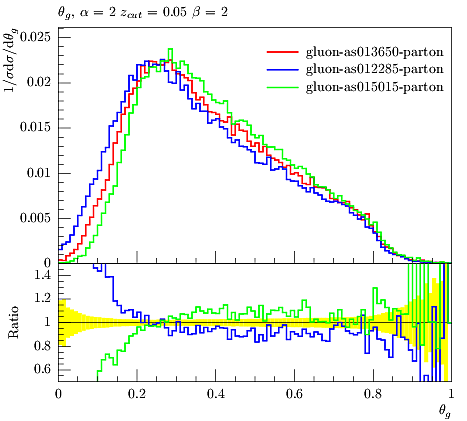 θg, α = 2 zcut = 0.05 β = 2
1/σdσ/dθg
0.025
0.02
0.015
0.01
0.005
0
gluon-as013650-parton
gluon-as012285-parton
gluon-as015015-parton
Ratio
1.4
1.2
1
0.8
0.6
0 0.2 0.4 0.6 0.8 1
θg